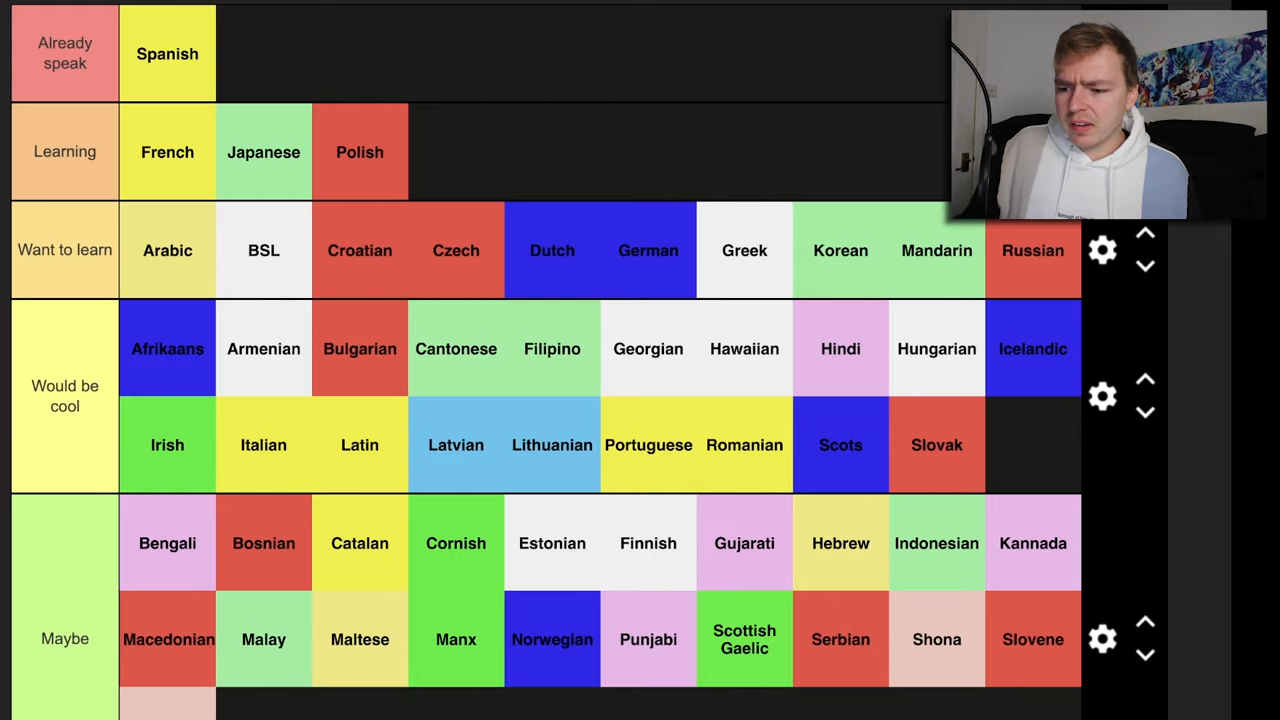 Already
speak
Spanish
Learning
French
Japanese
Polish
Want to learn
Arabic
BSL
Croatian
Czech
Dutch
German
Greek
Korean
Mandarin
Russian
Would be
cool
Afrikaans
Armenian
Bulgarian
Cantonese
Filipino
Georgian
Hawaiian
Hindi
Hungarian
Icelandic
Irish
Italian
Latin
Latvian
Lithuanian
Portuguese
Romanian
Scots
Slovak
Maybe
Bengali
Bosnian
Catalan
Cornish
Estonian
Finnish
Gujarati
Hebrew
Indonesian
Kannada
Macedonian
Malay
Maltese
Manx
Norwegian
Punjabi
Scottish
Gaelic
Serbian
Shona
Slovene